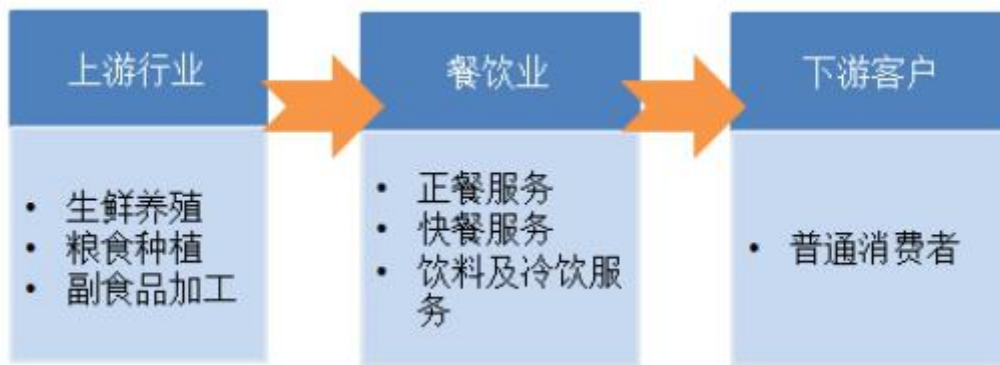 上游行业
• 生鲜养殖
• 粮食种植
• 副食品加工
餐饮业
• 正餐服务
• 快餐服务
• 饮料及冷饮服
务
下游客户
• 普通消费者